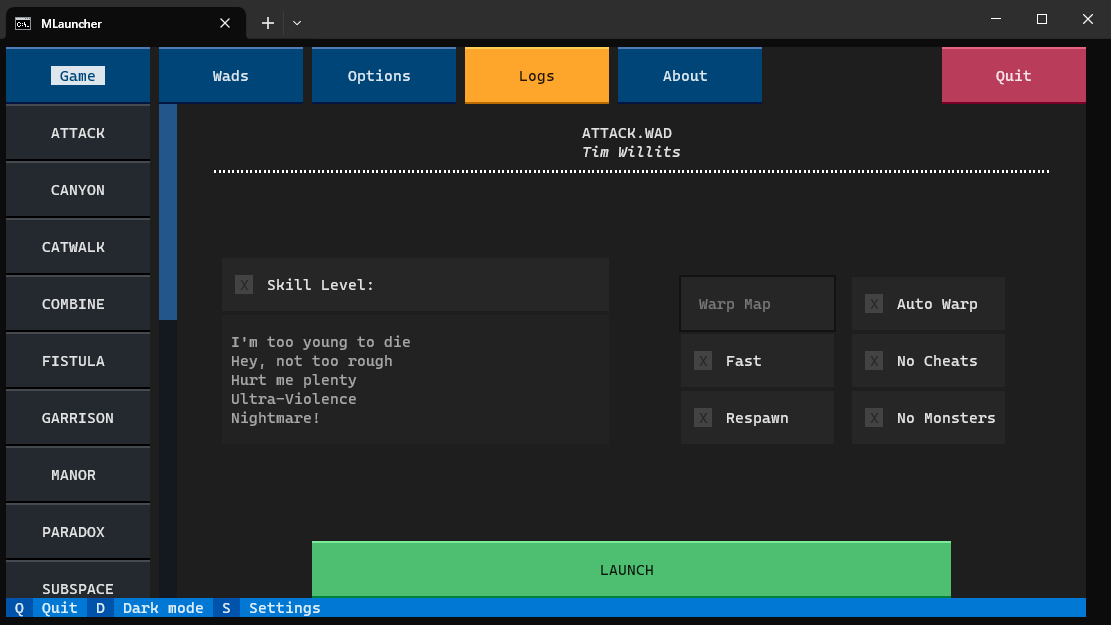 MLauncher
Game
Wads
Options
Logs
About
Quit
ATTACK
CANYON
CATWALK
COMBINE
FISTULA
GARRISON
MANOR
PARADOX
SUBSPACE
ATTACK.WAD
Tim Willits
X Skill Level:
I'm too young to die
Hey, not too rough
Hurt me plenty
Ultra-Violence
Nightmare!
Warp Map
X Auto Warp
X Fast
X No Cheats
X Respawn
X No Monsters
LAUNCH
Q Quit D Dark mode S Settings